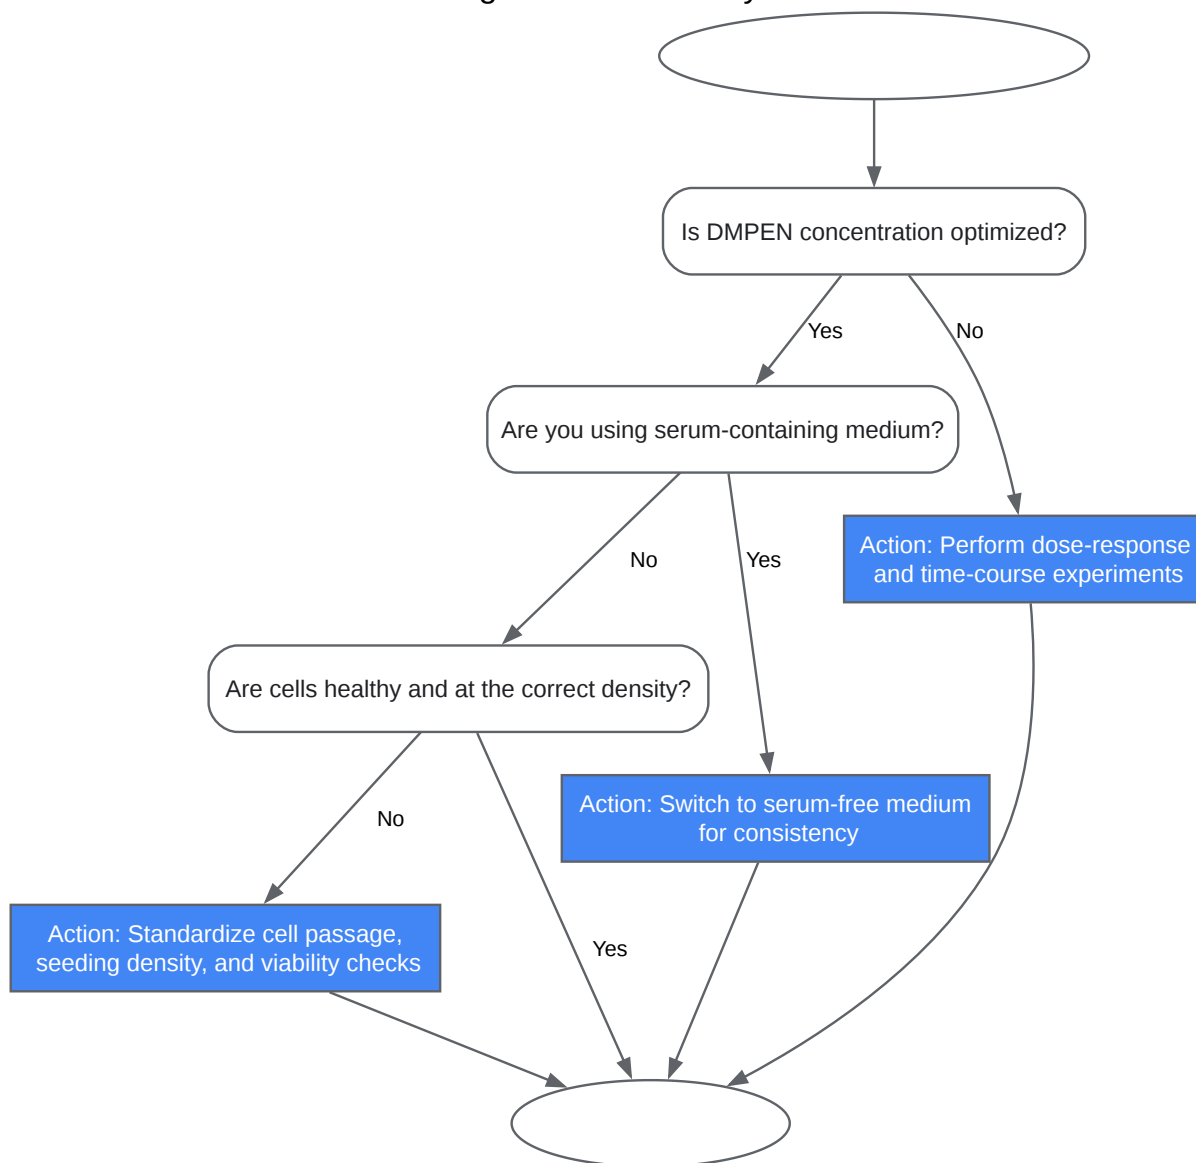 Is DMPEN concentration optimized?
Yes
No
Are you using serum-containing medium?
Action: Perform dose-response
and time-course experiments
No
Yes
Are cells healthy and at the correct density?
Action: Switch to serum-free medium
for consistency
No
Action: Standardize cell passage,
seeding density, and viability checks
Yes